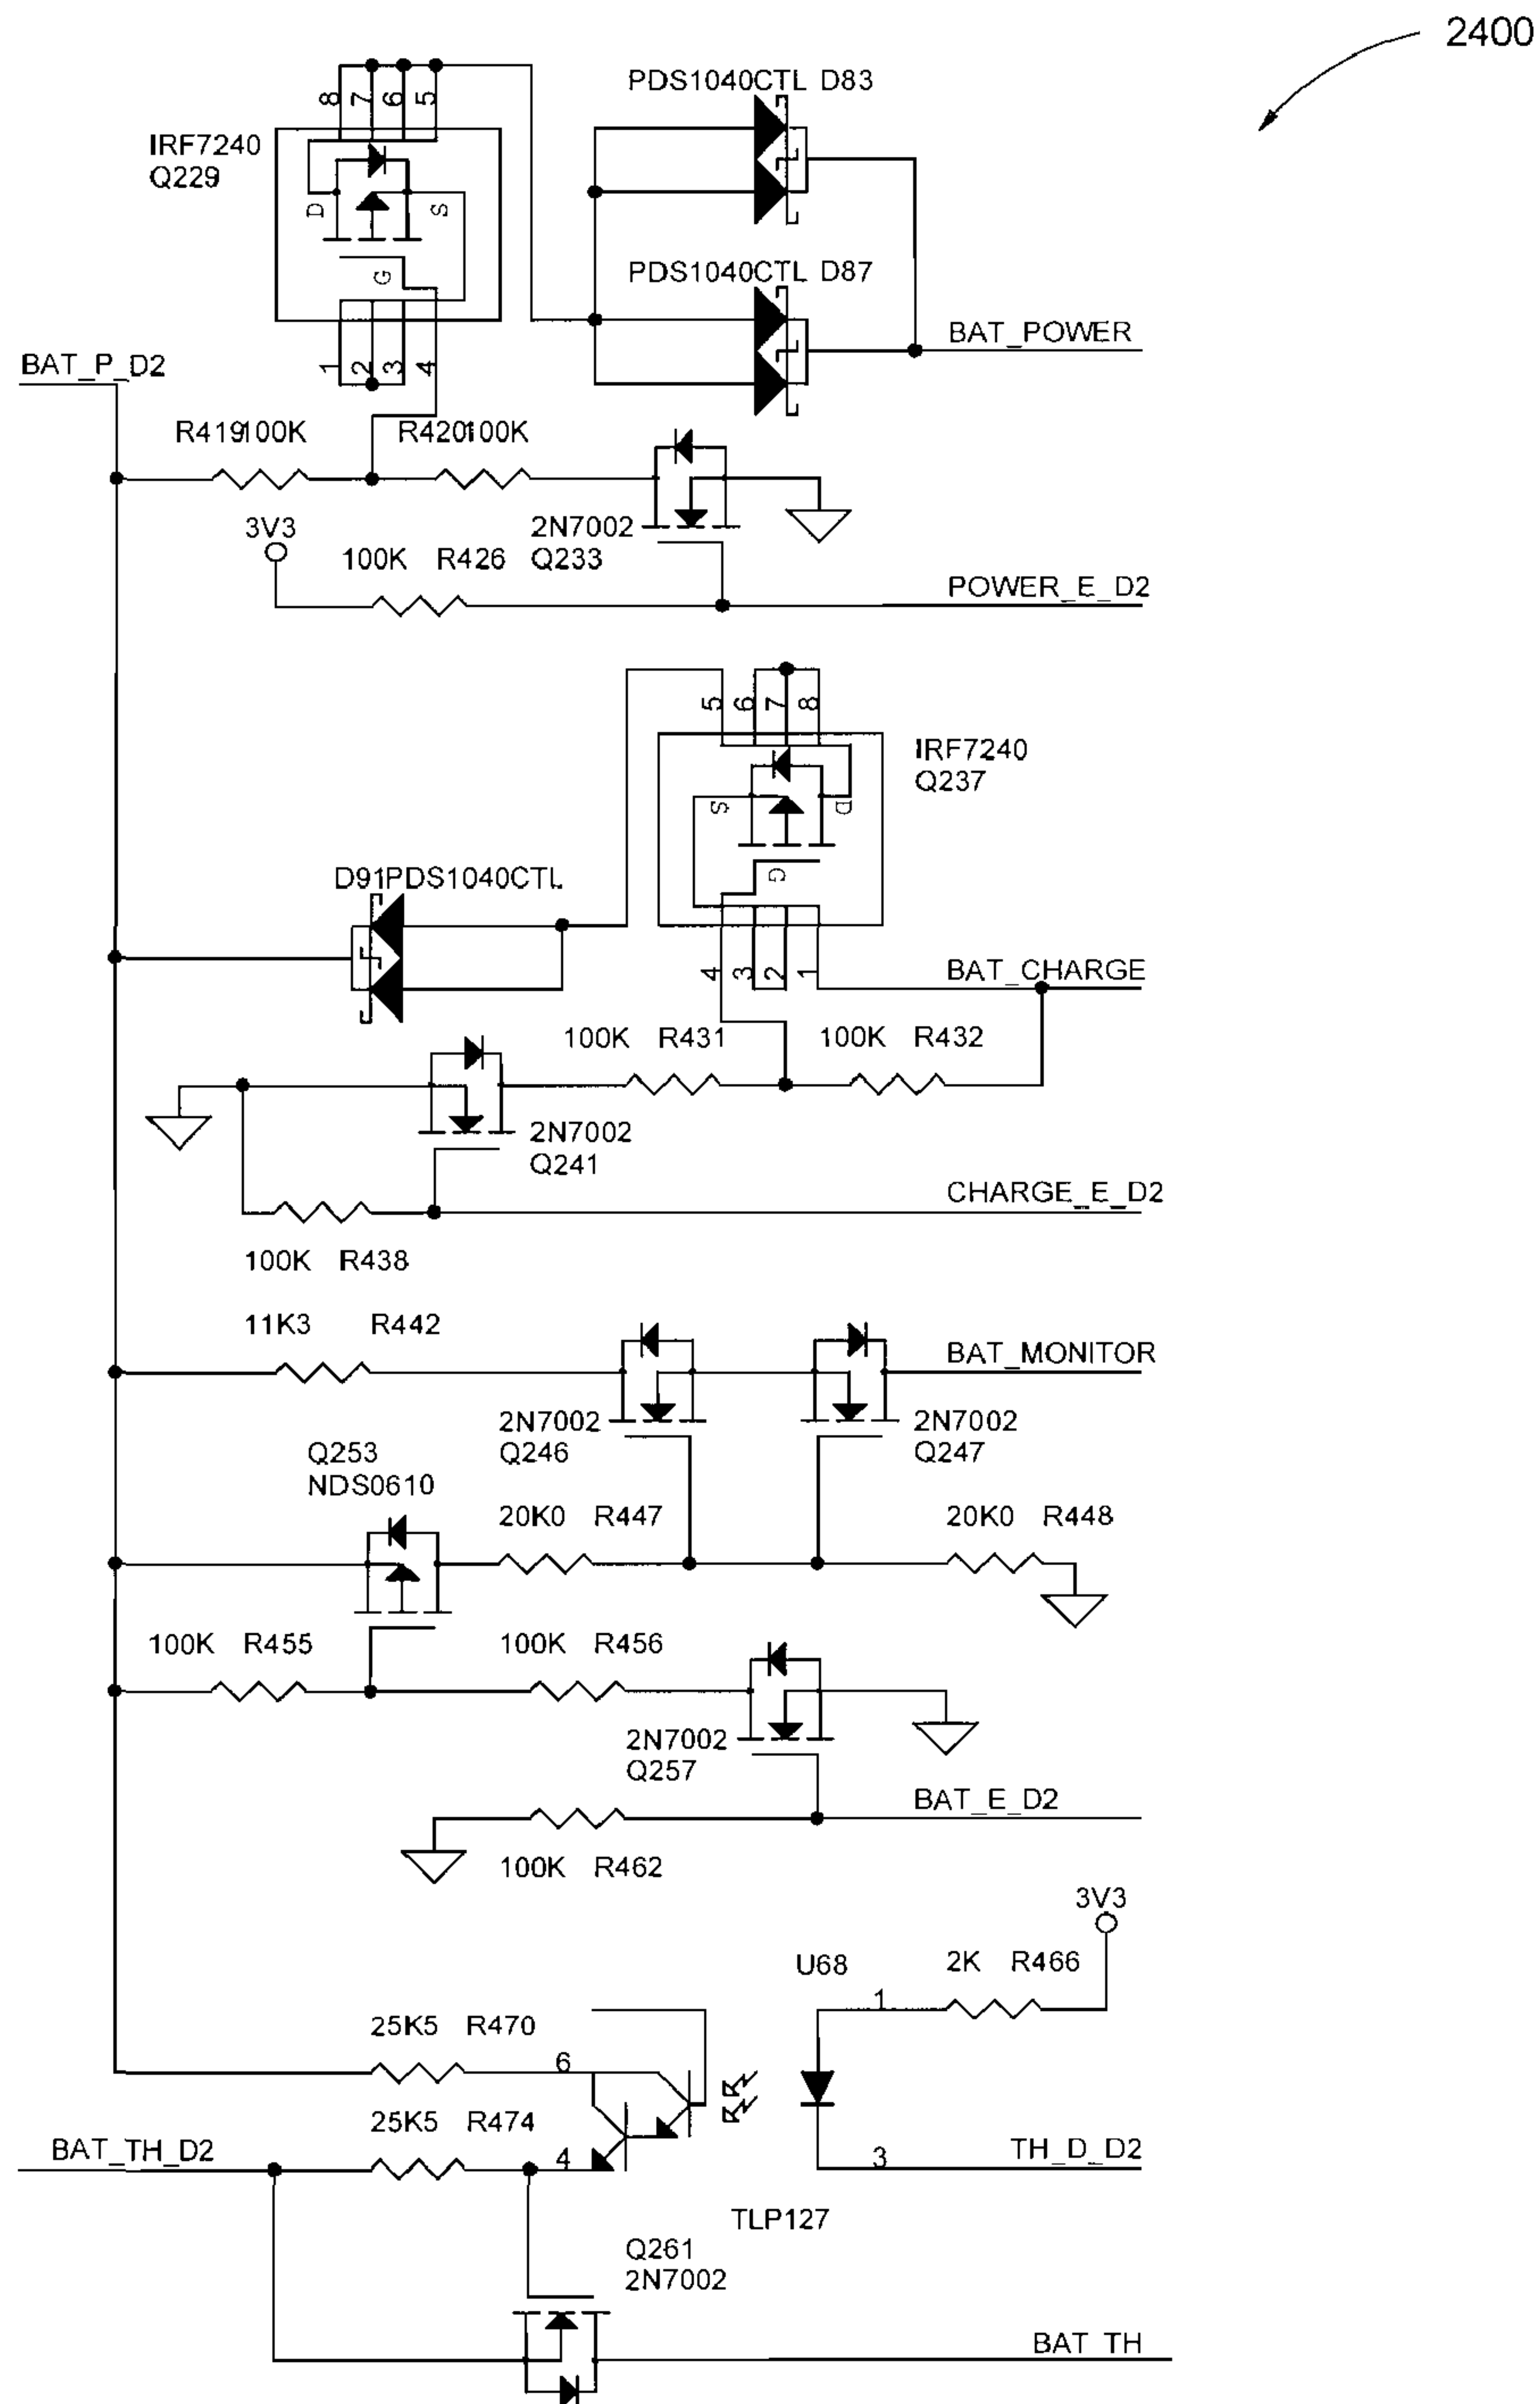 2400
PDS1040CTL D83
8 7 6 5
IRF7240
Q229
D S
G
PDS1040CTL D87
BAT_POWER
BAT_P_D2
1 2 3 4
R419100K R420100K
3V3
2N7002
Q233
100K R426
POWER_E_D2
5 6 7 8
IRF7240
Q237
S D
G
D91PDS1040CTL
4 3 2 1
BAT_CHARGE
100K R431 100K R432
2N7002
Q241
CHARGE_E_D2
100K R438
11K3 R442
BAT_MONITOR
2N7002
Q246
2N7002
Q247
Q253
NDS0610
20K0 R447 20K0 R448
100K R455 100K R456
2N7002
Q257
BAT_E_D2
100K R462
3V3
U68 2K R466
1
25K5 R470
6
25K5 R474
BAT_TH_D2
4
3
TH_D_D2
TLP127
Q261
2N7002
BAT_TH